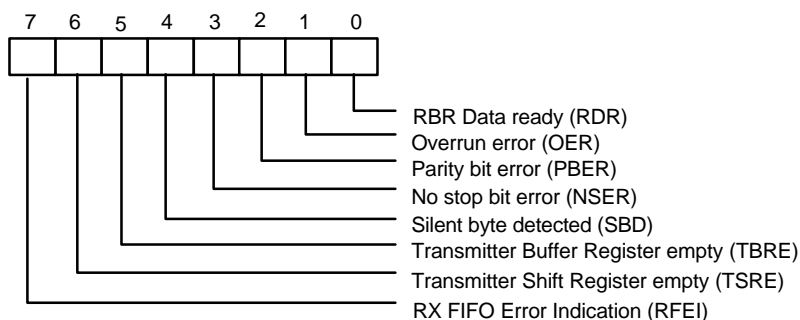 7 6 5 4 3 2 1 0
RBR Data ready (RDR)
Overrun error (OER)
Parity bit error (PBER)
No stop bit error (NSER)
Silent byte detected (SBD)
Transmitter Buffer Register empty (TBRE)
Transmitter Shift Register empty (TSRE)
RX FIFO Error Indication (RFEI)